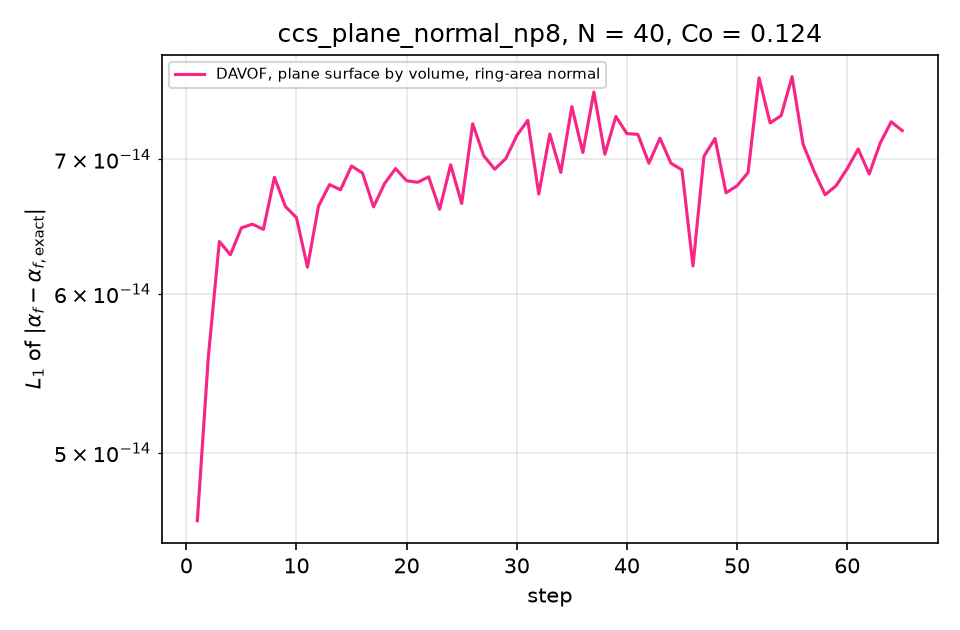 ccs_plane_normal_np8, N = 40, Co = 0.124
DAVOF, plane surface by volume, ring-area normal
7 × 10⁻¹⁴
6 × 10⁻¹⁴
5 × 10⁻¹⁴
L₁ of |α_f − α_{f, exact}|
0 10 20 30 40 50 60
step